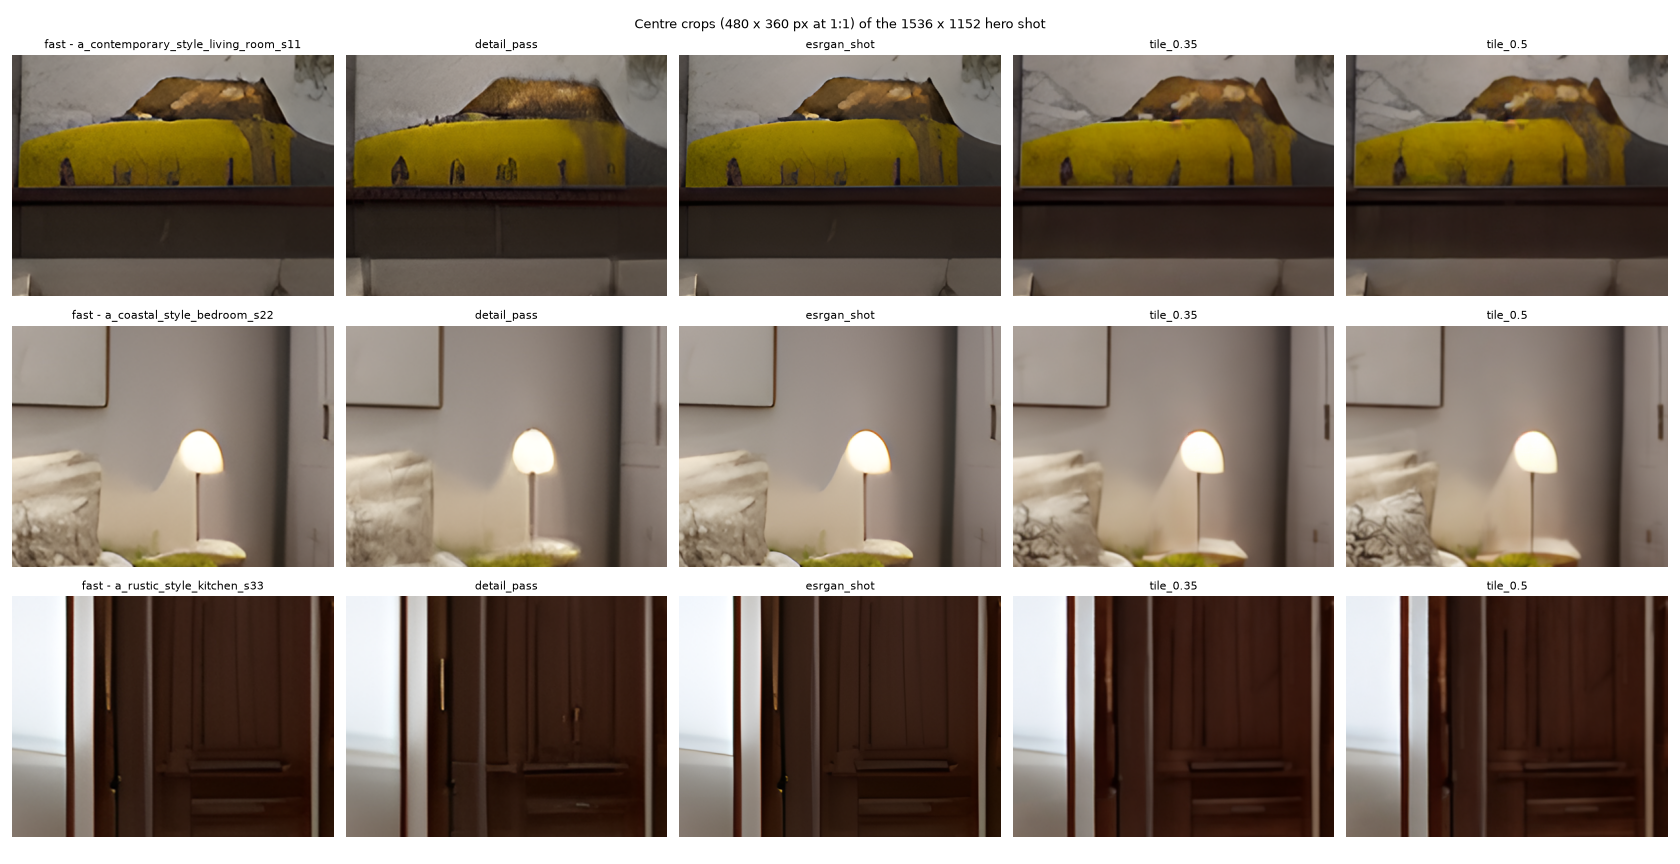 Centre crops (480 x 360 px at 1:1) of the 1536 x 1152 hero shot
fast - a_contemporary_style_living_room_s11
detail_pass
esrgan_shot
tile_0.35
tile_0.5
fast - a_coastal_style_bedroom_s22
detail_pass
esrgan_shot
tile_0.35
tile_0.5
fast - a_rustic_style_kitchen_s33
detail_pass
esrgan_shot
tile_0.35
tile_0.5